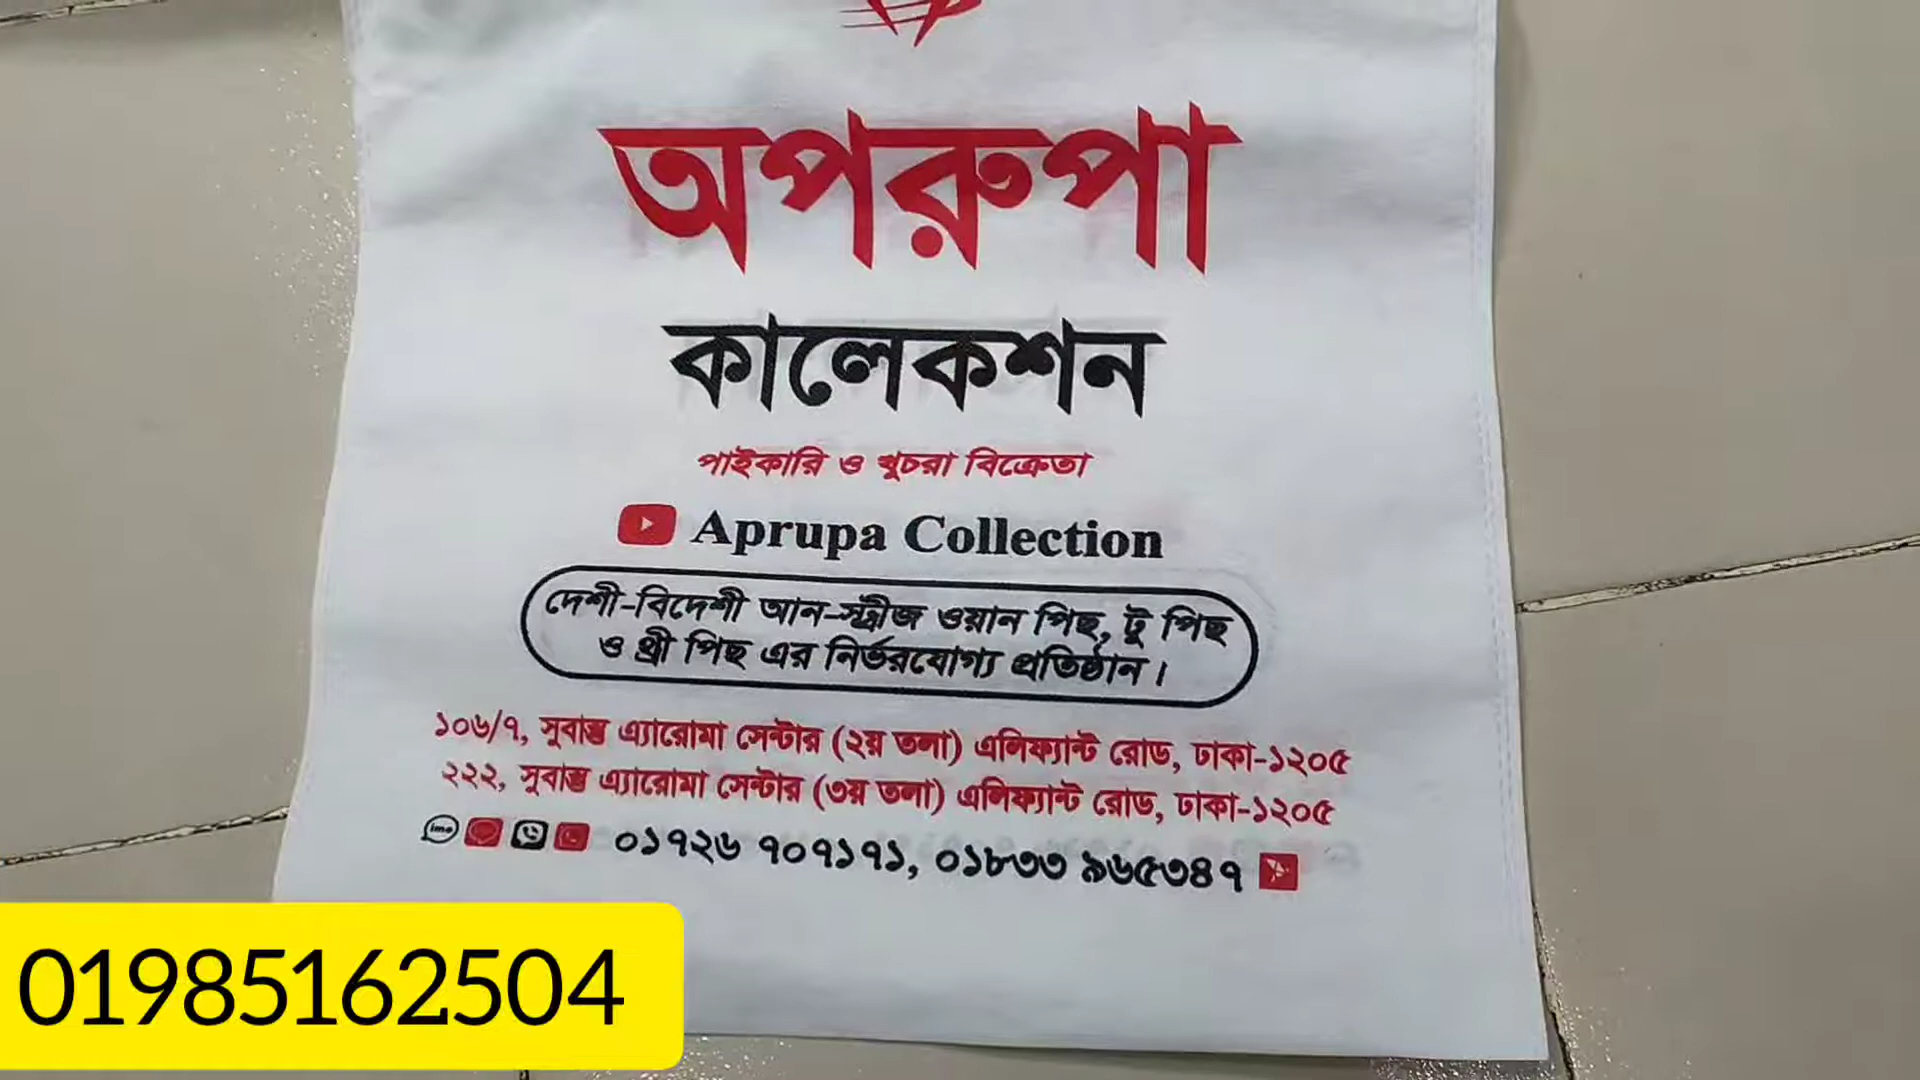 অপরুপা
কালেকশন
পাইকারি ও খুচরা বিক্রেতা
Aprupa Collection
দেশী-বিদেশী আন-স্ট্রীজ ওয়ান পিছ, টু পিছ
ও থ্রী পিছ এর নির্ভরযোগ্য প্রতিষ্ঠান।
১০৬/৭, সুবাস্তু এ্যারোমা সেন্টার (২য় তলা) এলিফ্যান্ট রোড, ঢাকা-১২০৫
২২২, সুবাস্তু এ্যারোমা সেন্টার (৩য় তলা) এলিফ্যান্ট রোড, ঢাকা-১২০৫
imo ০১৭২৬ ৭০৭১৭১, ০১৮৩৩ ৯৬৫৩৪৭
01985162504